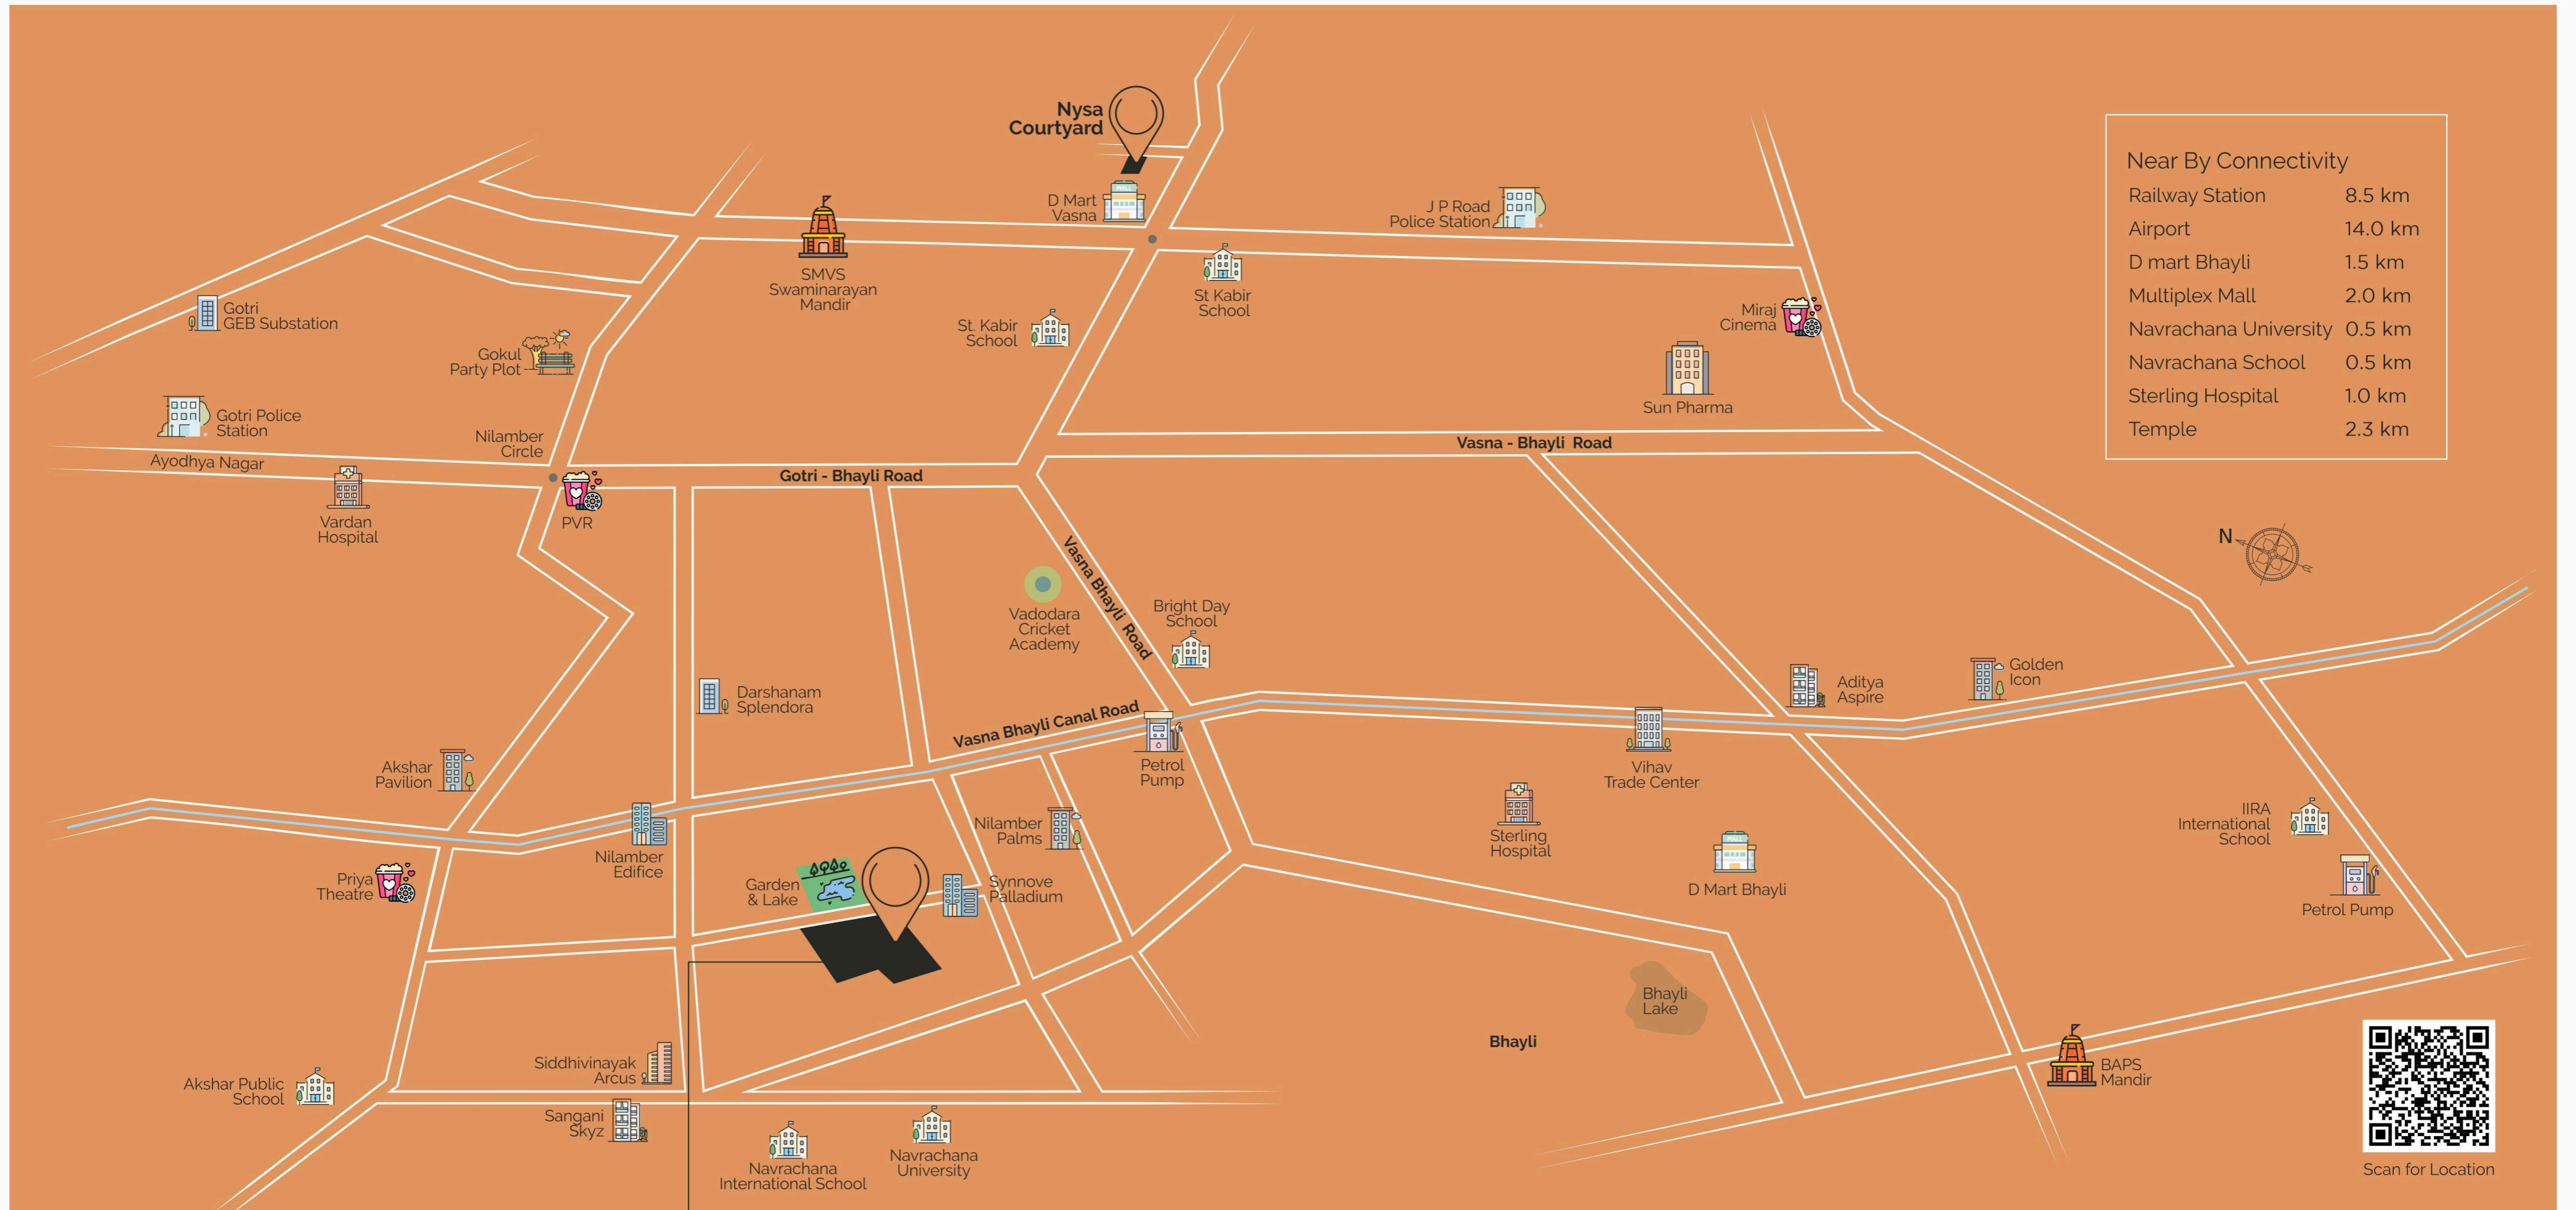 Nysa
Courtyard
D Mart
Vasna
MALL
J P Road
Police Station
SMVS
Swaminarayan
Mandir
St Kabir
School
St. Kabir
School
Miraj
Cinema
Sun Pharma
Gotri
GEB Substation
Gokul
Party Plot
Gotri Police
Station
Nilamber
Circle
Ayodhya Nagar
Vardan
Hospital
PVR
Gotri - Bhayli Road
Vasna - Bhayli Road
Near By Connectivity
Railway Station 8.5 km
Airport 14.0 km
D mart Bhayli 1.5 km
Multiplex Mall 2.0 km
Navrachana University 0.5 km
Navrachana School 0.5 km
Sterling Hospital 1.0 km
Temple 2.3 km
N
Vasna Bhayli Road
Vadodara
Cricket
Academy
Bright Day
School
Darshanam
Splendora
Vasna Bhayli Canal Road
Petrol
Pump
Aditya
Aspire
Golden
Icon
Vihav
Trade Center
Akshar
Pavilion
Nilamber
Edifice
Nilamber
Palms
Priya
Theatre
Garden
& Lake
Synnove
Palladium
Sterling
Hospital
MALL
D Mart Bhayli
IIRA
International
School
Petrol Pump
Bhayli
Lake
Bhayli
Siddhivinayak
Arcus
Akshar Public
School
Sangani
Skyz
Navrachana
International School
Navrachana
University
BAPS
Mandir
Scan for Location